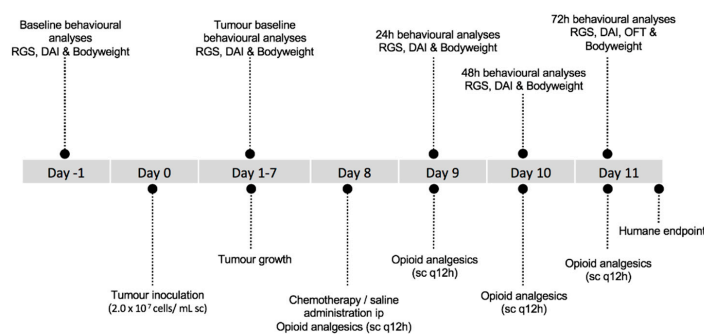 Baseline behavioural
analyses
RGS, DAI & Bodyweight
Tumour baseline
behavioural analyses
RGS, DAI & Bodyweight
24h behavioural analyses
RGS, DAI & Bodyweight
48h behavioural analyses
RGS, DAI & Bodyweight
72h behavioural analyses
RGS, DAI, OFT &
Bodyweight
Day -1
Day 0
Day 1-7
Day 8
Day 9
Day 10
Day 11
Tumour inoculation
(2.0 x 10⁷ cells/ mL sc)
Tumour growth
Chemotherapy / saline
administration ip
Opioid analgesics (sc q12h)
Opioid analgesics
(sc q12h)
Opioid analgesics
(sc q12h)
Opioid analgesics
(sc q12h)
Humane endpoint